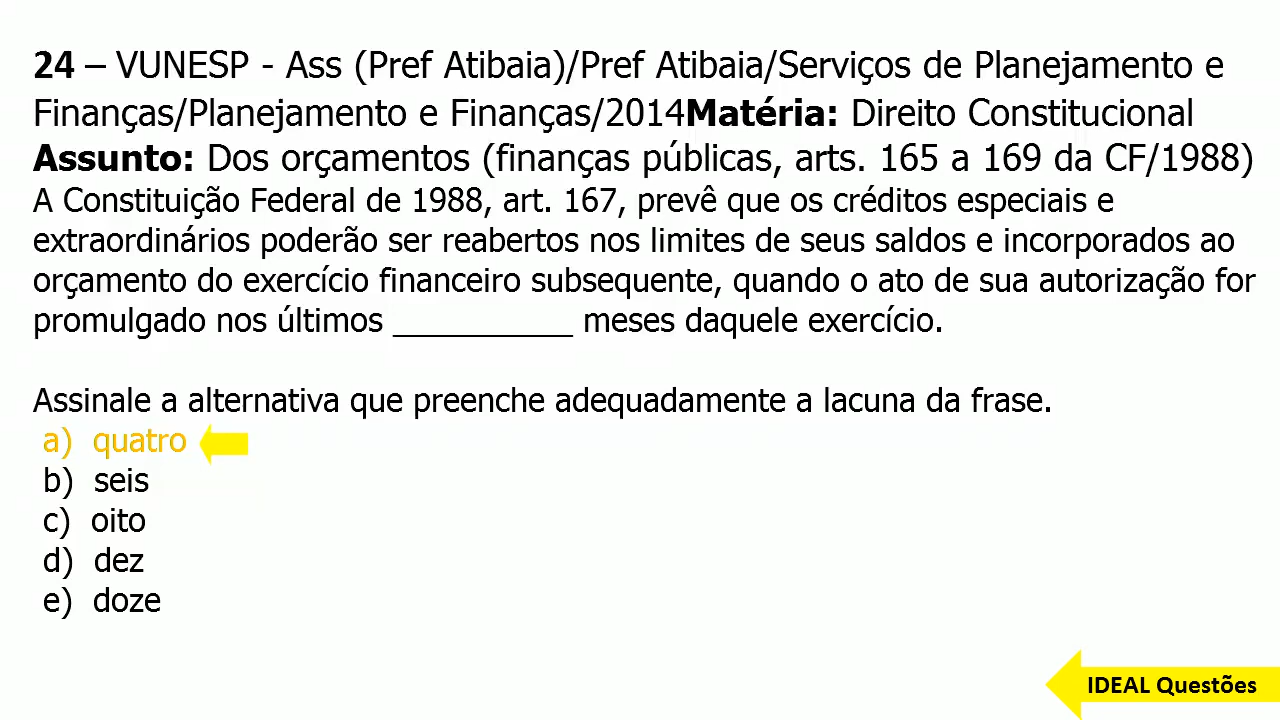 24 – VUNESP - Ass (Pref Atibaia)/Pref Atibaia/Serviços de Planejamento e
Finanças/Planejamento e Finanças/2014Matéria: Direito Constitucional
Assunto: Dos orçamentos (finanças públicas, arts. 165 a 169 da CF/1988)
A Constituição Federal de 1988, art. 167, prevê que os créditos especiais e
extraordinários poderão ser reabertos nos limites de seus saldos e incorporados ao
orçamento do exercício financeiro subsequente, quando o ato de sua autorização for
promulgado nos últimos __________ meses daquele exercício.
Assinale a alternativa que preenche adequadamente a lacuna da frase.
a) quatro
b) seis
c) oito
d) dez
e) doze
IDEAL Questões